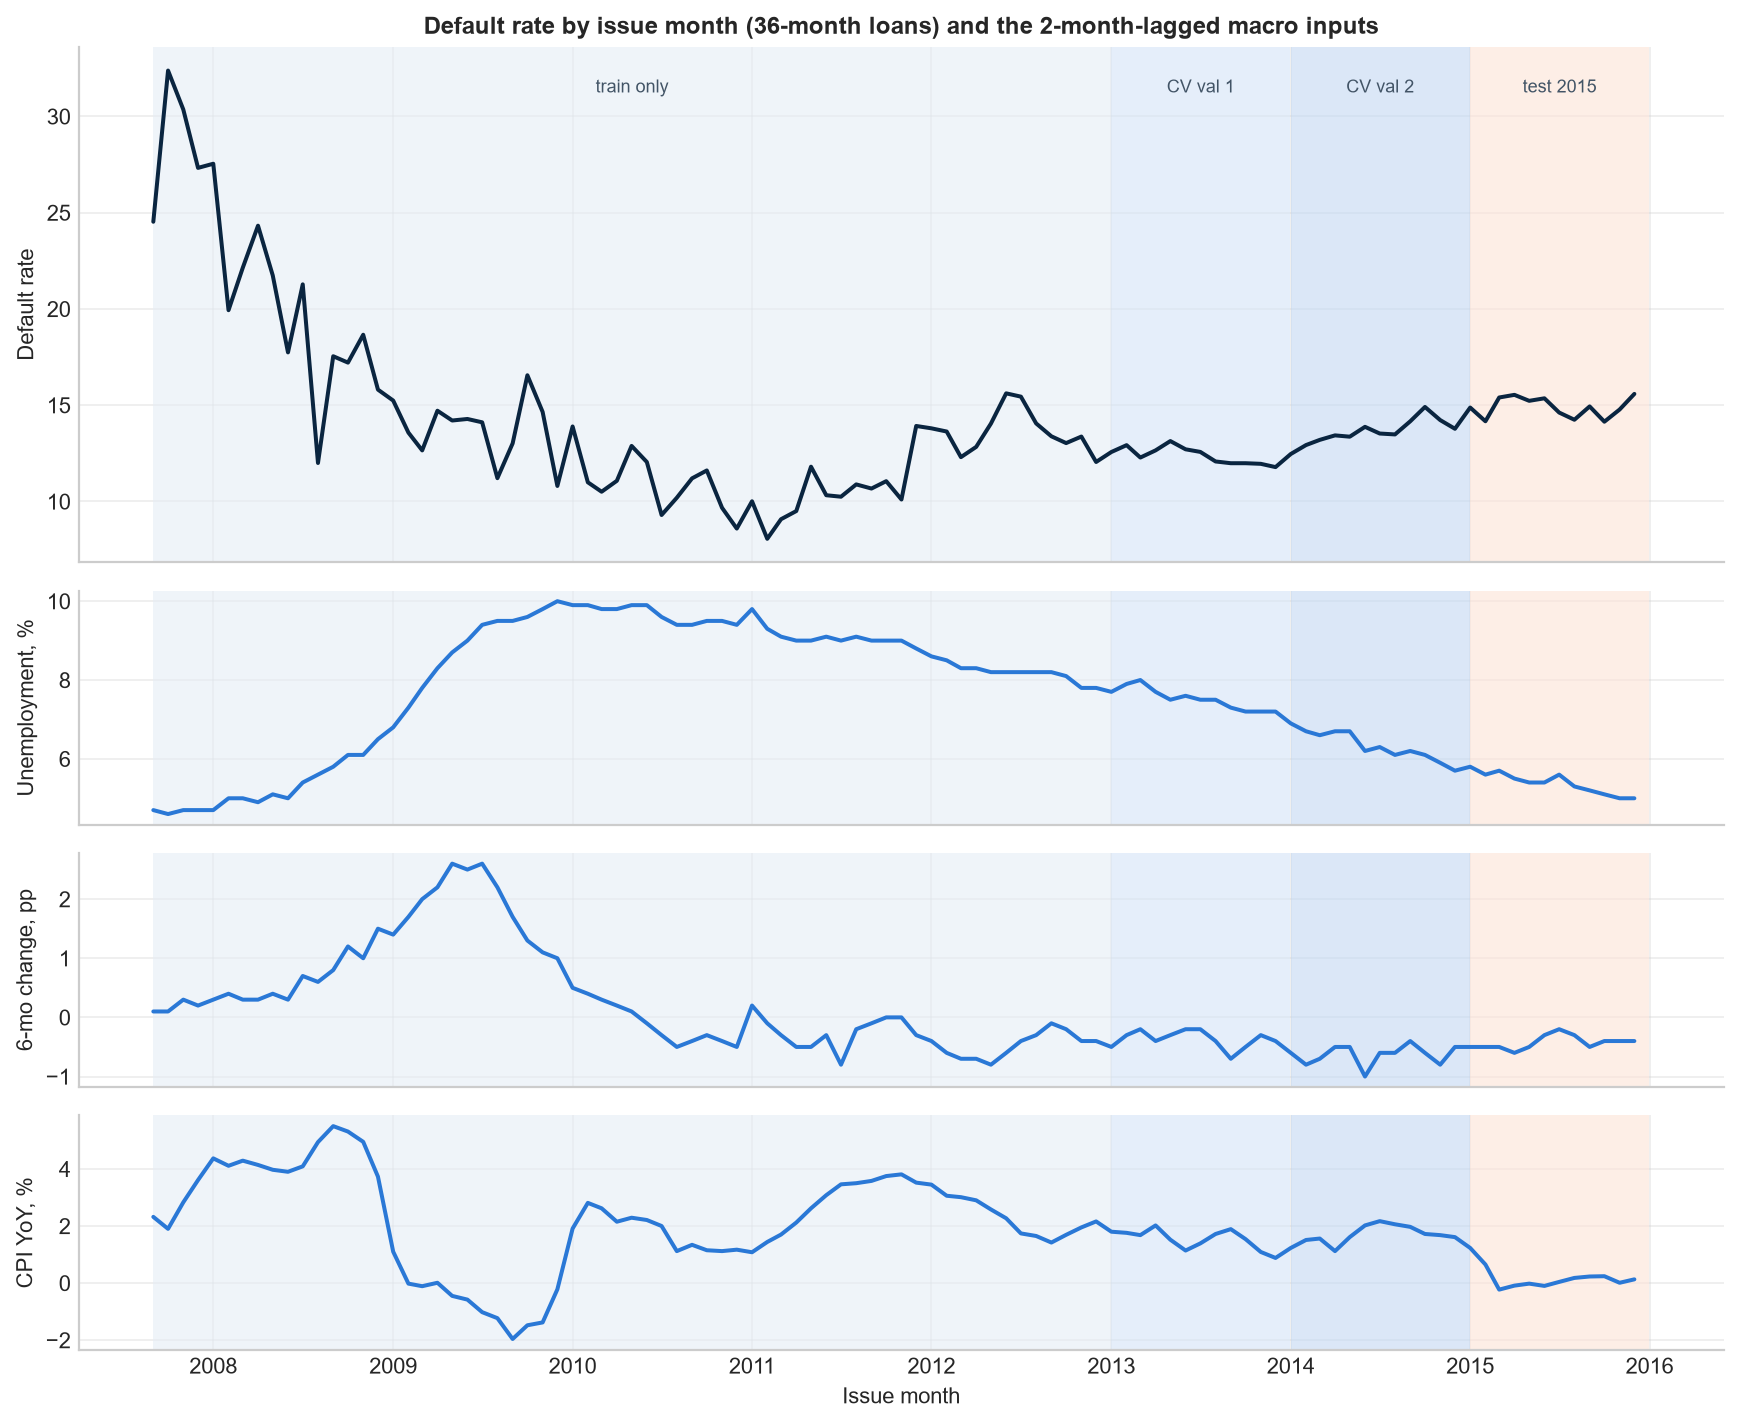 Default rate by issue month (36-month loans) and the 2-month-lagged macro inputs
train only
CV val 1
CV val 2
test 2015
Default rate
30
25
20
15
10
Unemployment, %
10
8
6
6-mo change, pp
2
1
0
−1
CPI YoY, %
4
2
0
−2
2008 2009 2010 2011 2012 2013 2014 2015 2016
Issue month